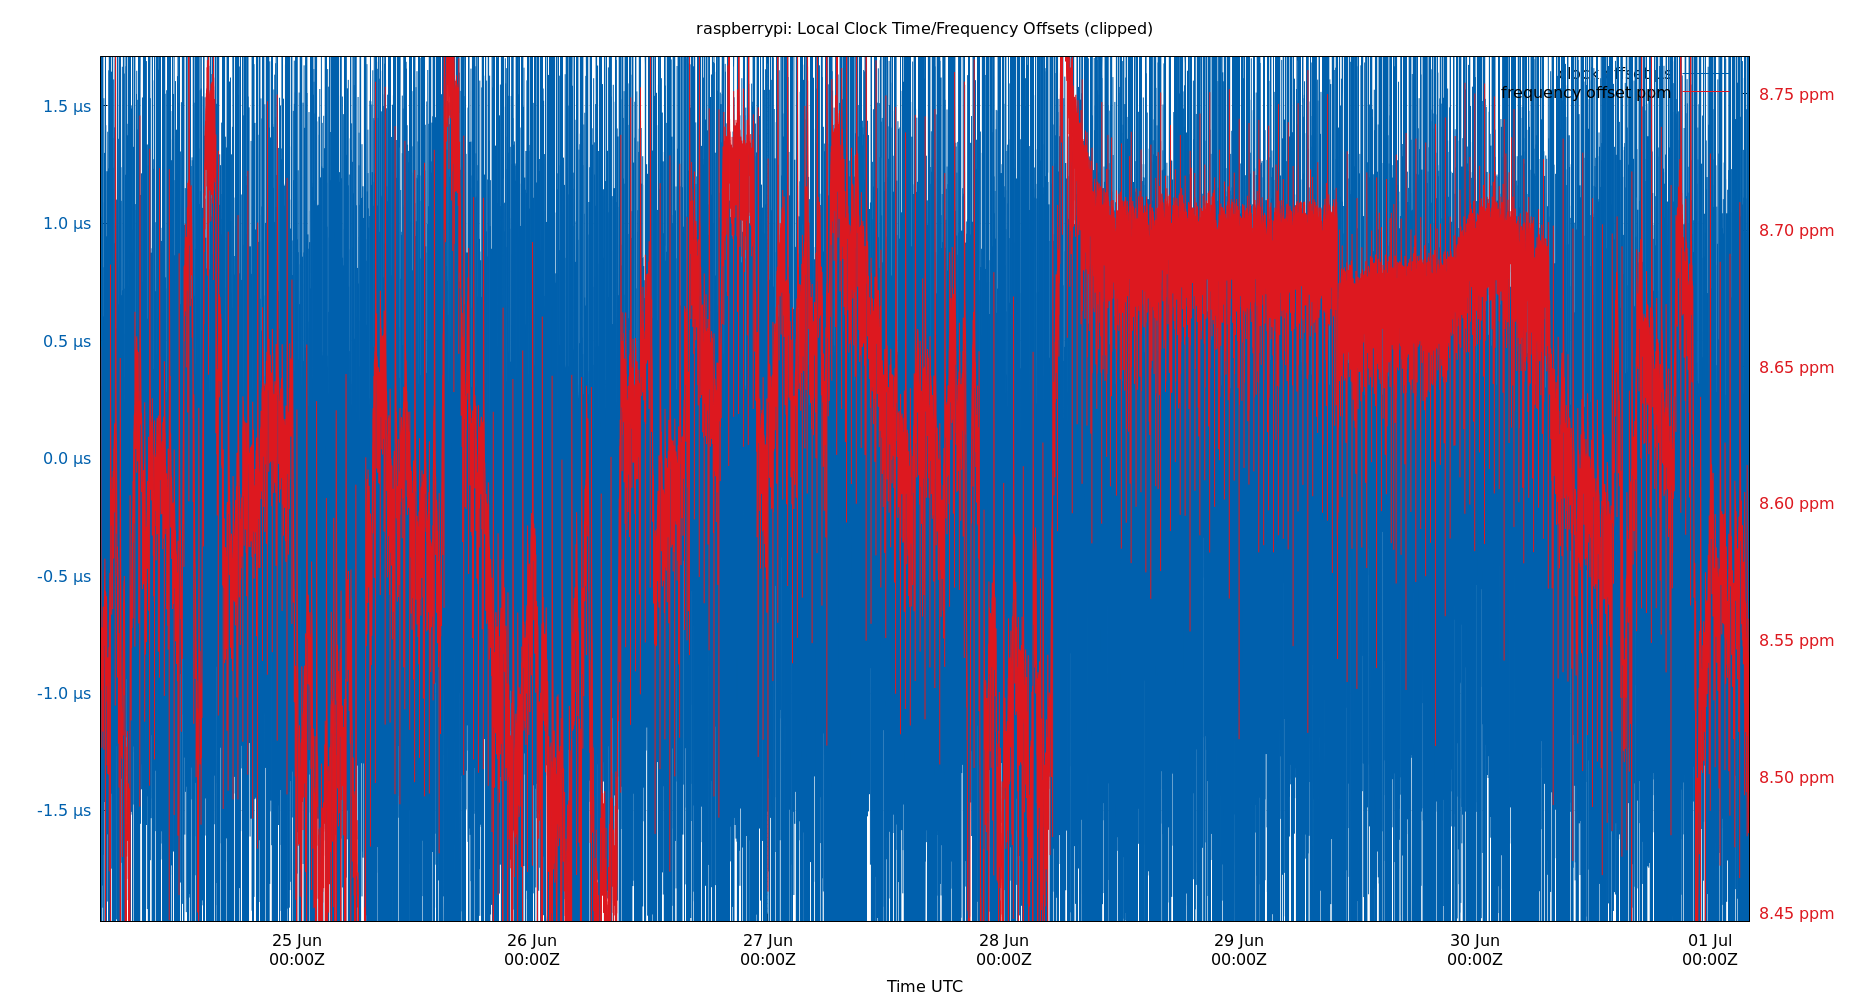 raspberrypi: Local Clock Time/Frequency Offsets (clipped)
clock offset µs
frequency offset ppm
1.5 µs
1.0 µs
0.5 µs
0.0 µs
-0.5 µs
-1.0 µs
-1.5 µs
8.75 ppm
8.70 ppm
8.65 ppm
8.60 ppm
8.55 ppm
8.50 ppm
8.45 ppm
25 Jun 26 Jun 27 Jun 28 Jun 29 Jun 30 Jun 01 Jul
00:00Z 00:00Z 00:00Z 00:00Z 00:00Z 00:00Z 00:00Z
Time UTC